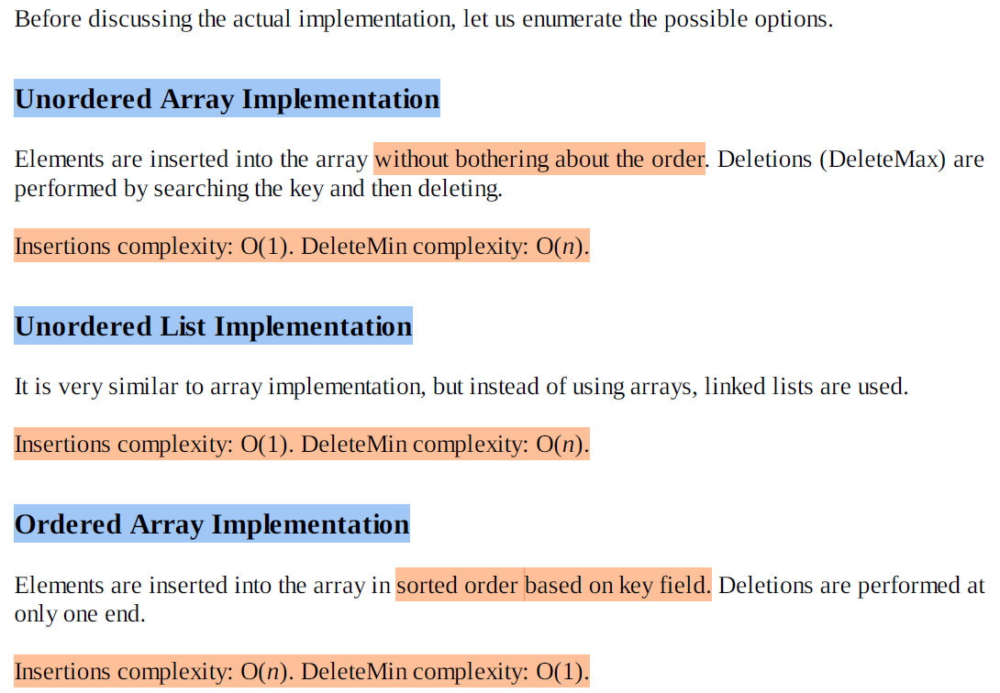 Before discussing the actual implementation, let us enumerate the possible options.
Unordered Array Implementation
Elements are inserted into the array without bothering about the order. Deletions (DeleteMax) are
performed by searching the key and then deleting.
Insertions complexity: O(1). DeleteMin complexity: O(n).
Unordered List Implementation
It is very similar to array implementation, but instead of using arrays, linked lists are used.
Insertions complexity: O(1). DeleteMin complexity: O(n).
Ordered Array Implementation
Elements are inserted into the array in sorted order based on key field. Deletions are performed at
only one end.
Insertions complexity: O(n). DeleteMin complexity: O(1).